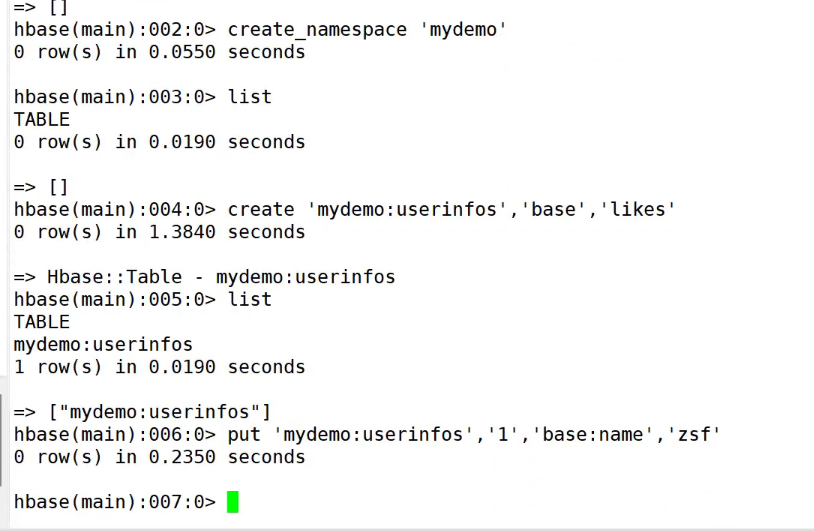 => []
hbase(main):002:0> create_namespace 'mydemo'
0 row(s) in 0.0550 seconds
hbase(main):003:0> list
TABLE
0 row(s) in 0.0190 seconds
=> []
hbase(main):004:0> create 'mydemo:userinfos','base','likes'
0 row(s) in 1.3840 seconds
=> Hbase::Table - mydemo:userinfos
hbase(main):005:0> list
TABLE
mydemo:userinfos
1 row(s) in 0.0190 seconds
=> ["mydemo:userinfos"]
hbase(main):006:0> put 'mydemo:userinfos','1','base:name','zsf'
0 row(s) in 0.2350 seconds
hbase(main):007:0>